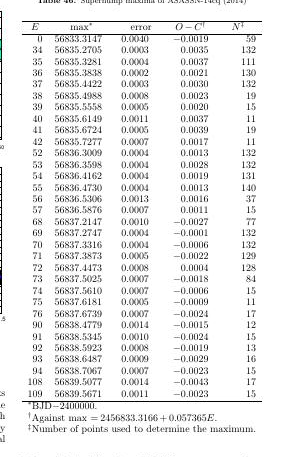 Table 46. Superhump maxima of ASASSN-14cq (2014)
E max* error O − C† N‡
0 56833.3147 0.0040 −0.0019 59
34 56835.2705 0.0003 0.0035 132
35 56835.3281 0.0004 0.0037 111
36 56835.3838 0.0002 0.0021 130
37 56835.4422 0.0003 0.0030 132
38 56835.4988 0.0008 0.0023 19
39 56835.5558 0.0005 0.0020 15
40 56835.6149 0.0011 0.0037 11
41 56835.6724 0.0005 0.0039 19
42 56835.7277 0.0007 0.0017 11
52 56836.3009 0.0004 0.0013 132
53 56836.3598 0.0004 0.0028 132
54 56836.4162 0.0004 0.0019 131
55 56836.4730 0.0004 0.0013 140
56 56836.5306 0.0013 0.0016 37
57 56836.5876 0.0007 0.0011 15
68 56837.2147 0.0010 −0.0027 77
69 56837.2747 0.0004 −0.0001 132
70 56837.3316 0.0004 −0.0006 132
71 56837.3873 0.0005 −0.0022 129
72 56837.4473 0.0008 0.0004 128
73 56837.5025 0.0007 −0.0018 84
74 56837.5610 0.0007 −0.0006 15
75 56837.6181 0.0005 −0.0009 11
76 56837.6739 0.0007 −0.0024 17
90 56838.4779 0.0014 −0.0015 12
91 56838.5345 0.0010 −0.0024 15
92 56838.5923 0.0008 −0.0019 13
93 56838.6487 0.0009 −0.0029 16
94 56838.7067 0.0007 −0.0023 15
108 56839.5077 0.0014 −0.0043 17
109 56839.5671 0.0011 −0.0023 15
*BJD−2400000.
†Against max = 2456833.3166 + 0.057365E.
‡Number of points used to determine the maximum.